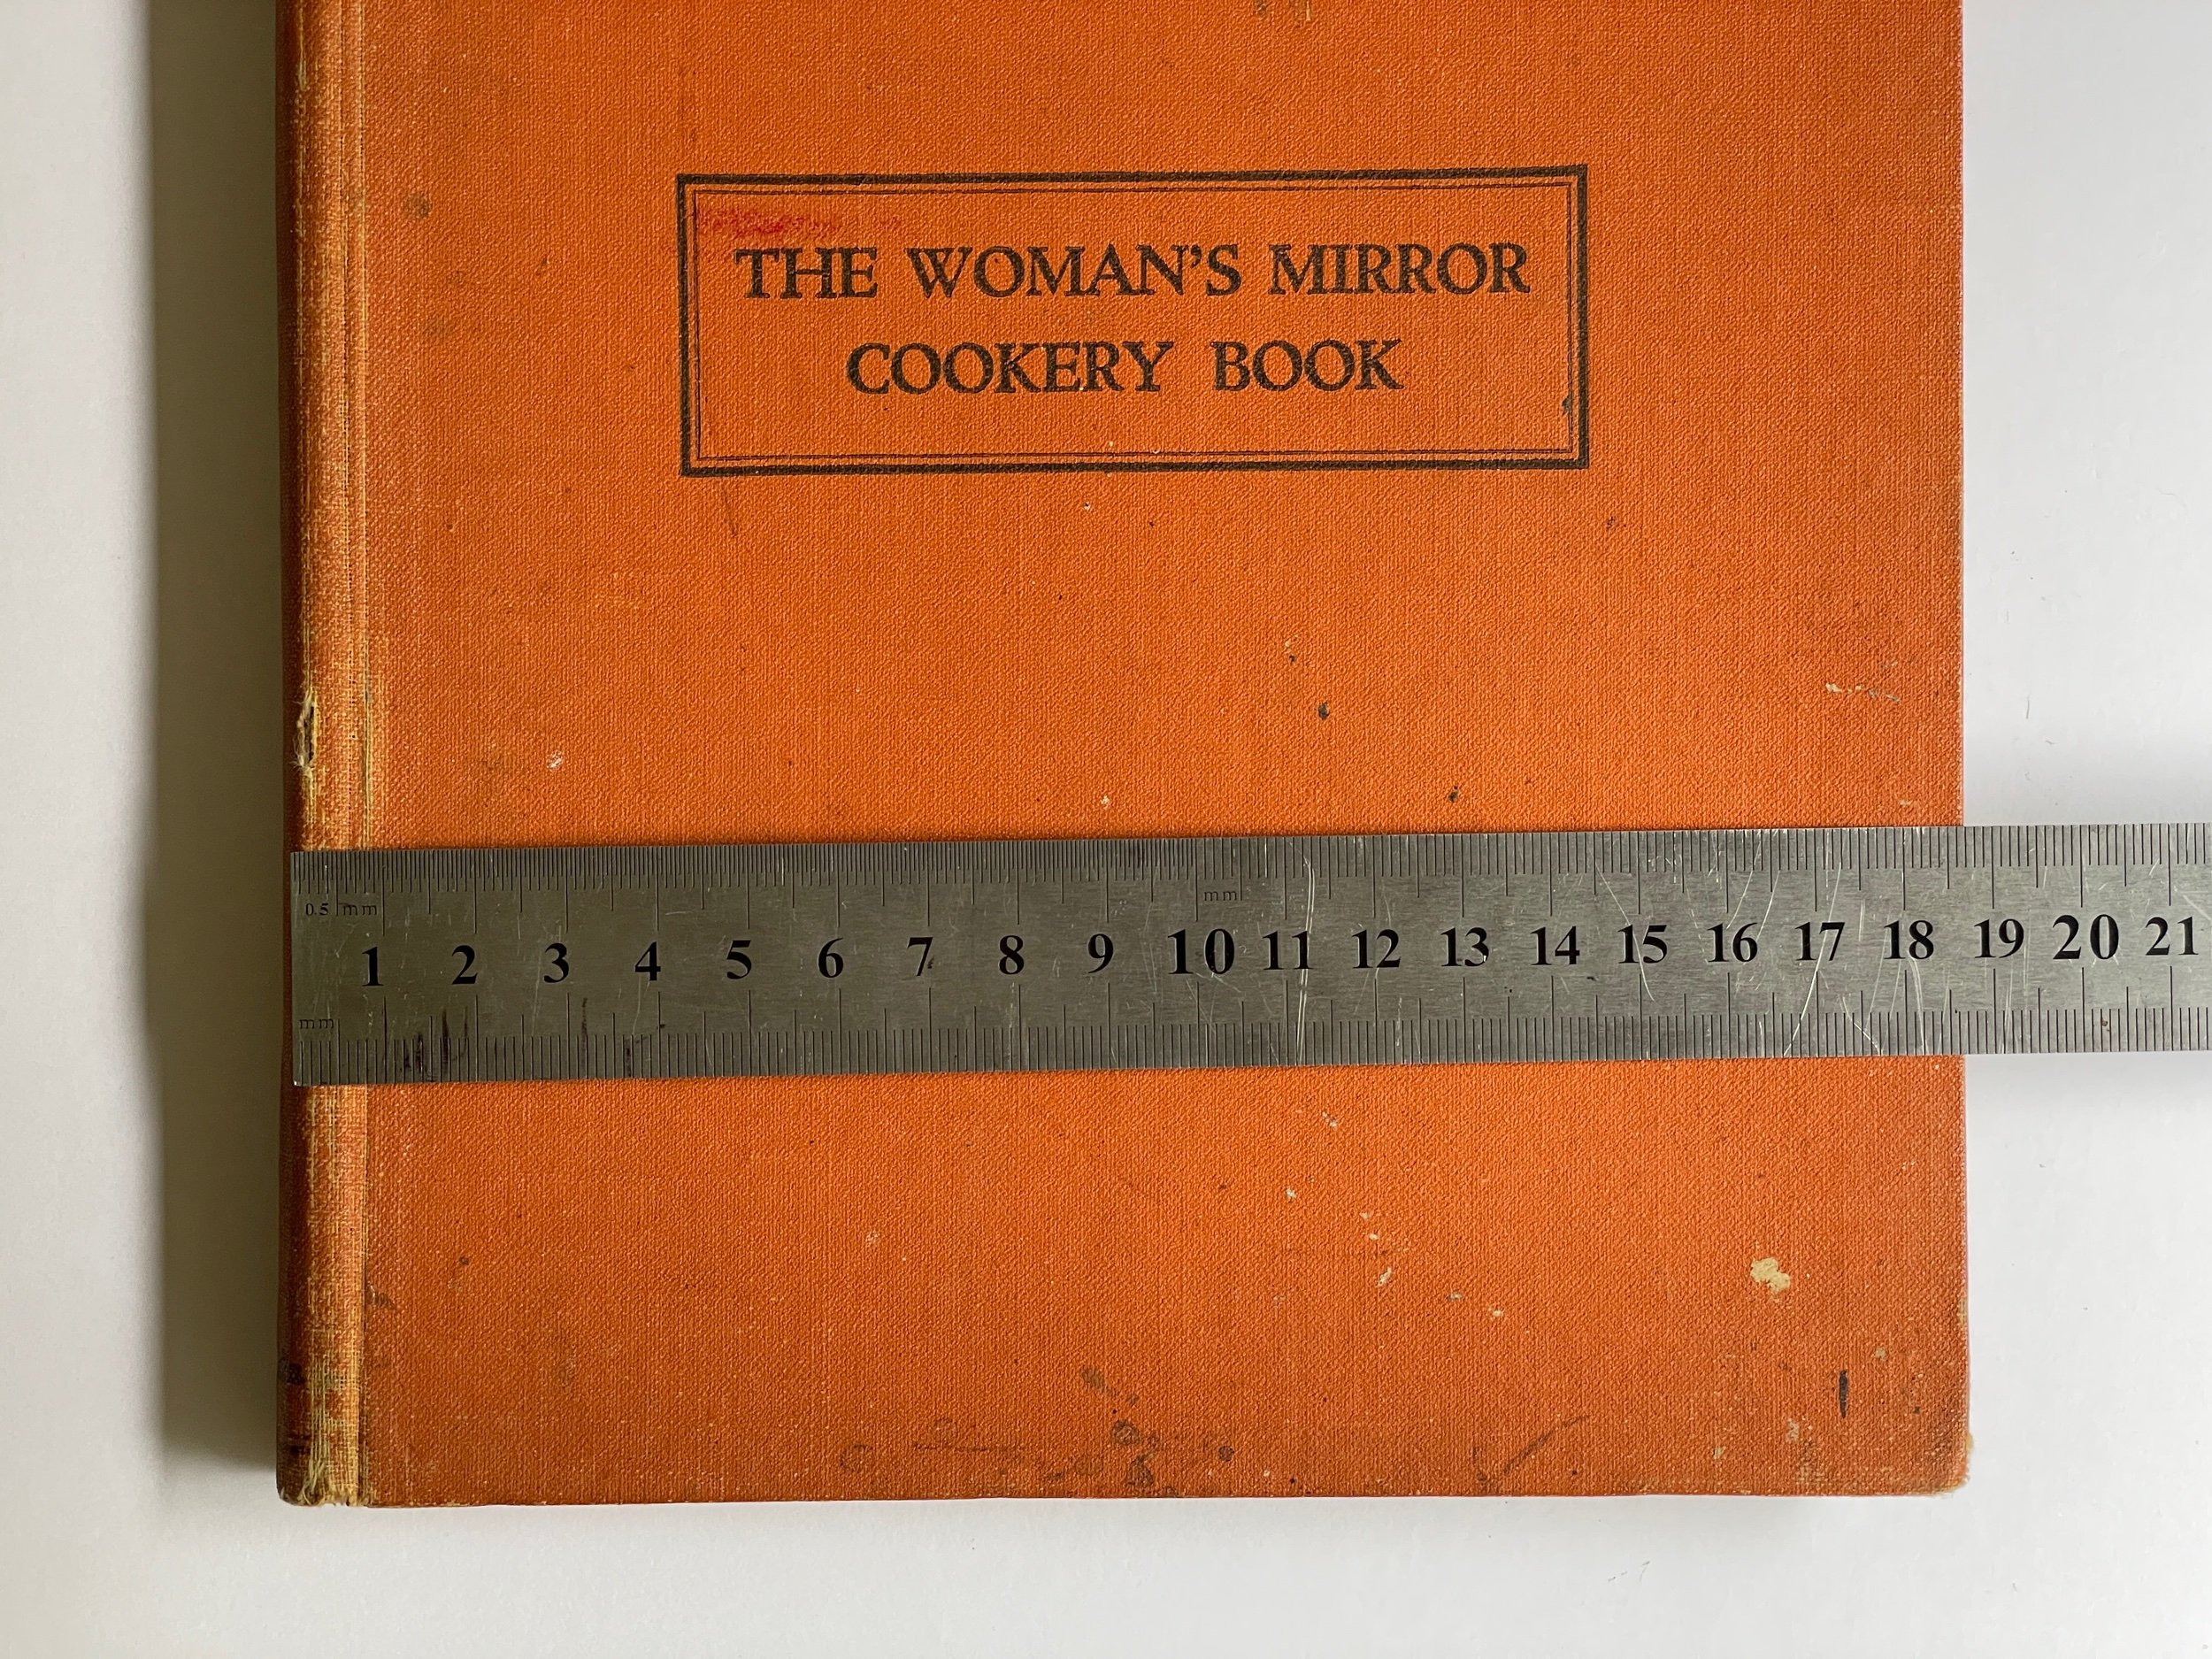 THE WOMAN'S MIRROR
COOKERY BOOK
0.5 mm mm
1 2 3 4 5 6 7 8 9 10 11 12 13 14 15 16 17 18 19 20 21
mm